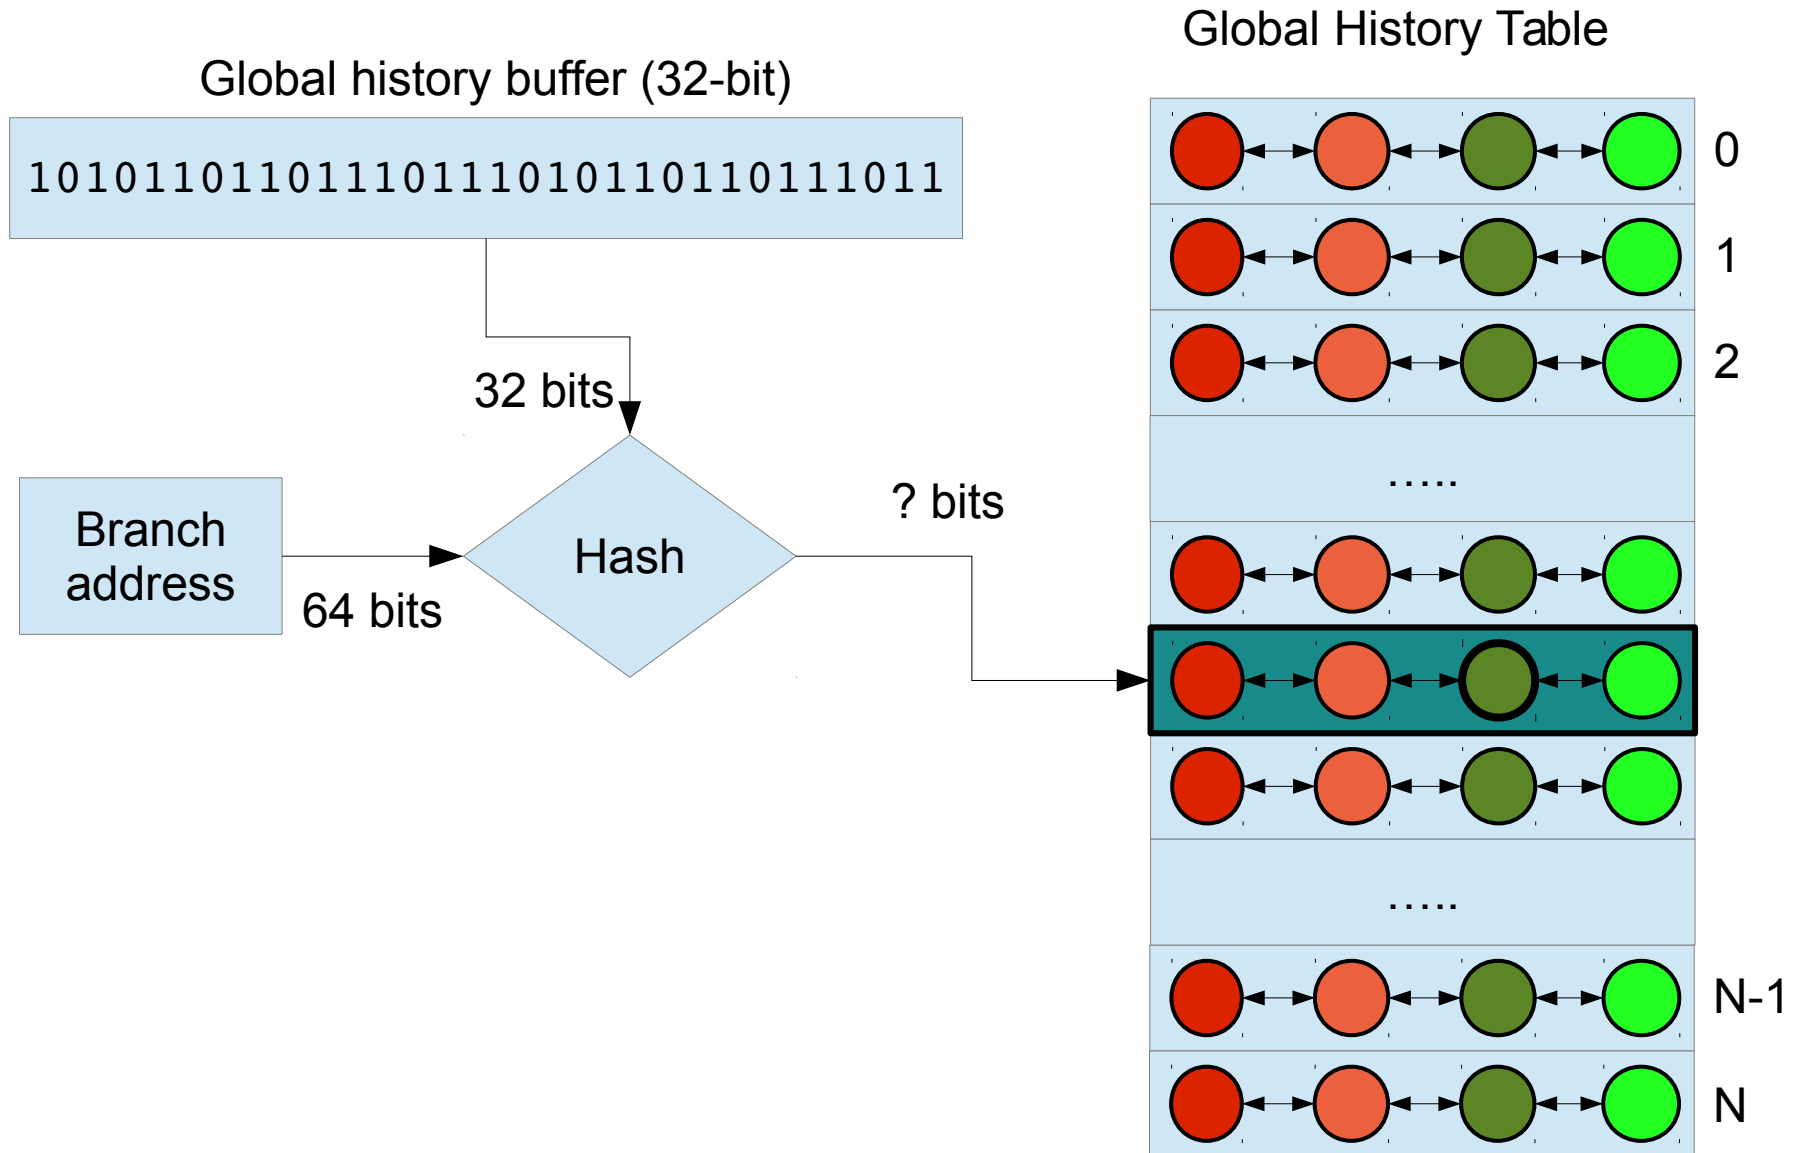 Global History Table
Global history buffer (32-bit)
10101101101110111010110110111011
0
1
2
32 bits
.....
? bits
Branch
address
Hash
64 bits
.....
N-1
N